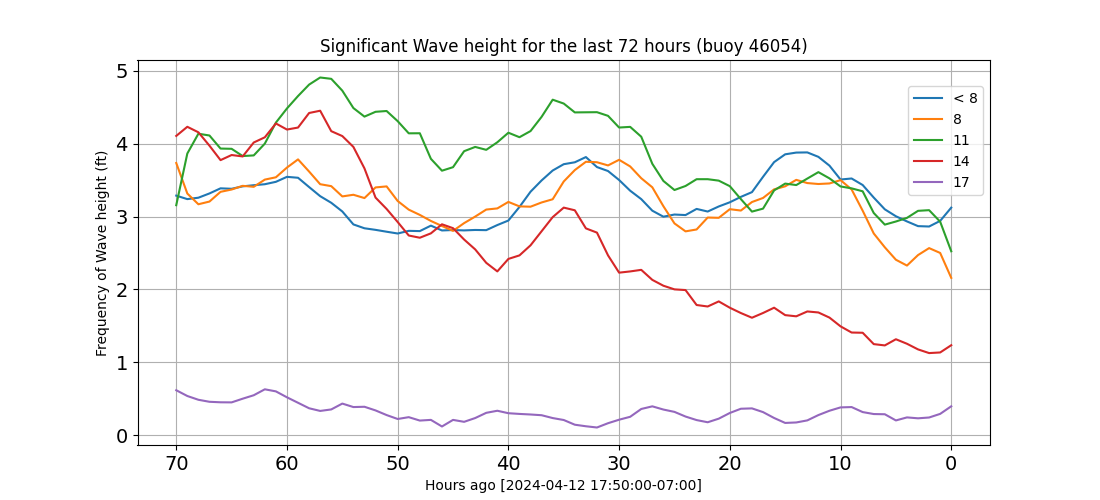 Significant Wave height for the last 72 hours (buoy 46054)
Frequency of Wave height (ft)
5
4
3
2
1
0
< 8
8
11
14
17
70 60 50 40 30 20 10 0
Hours ago [2024-04-12 17:50:00-07:00]